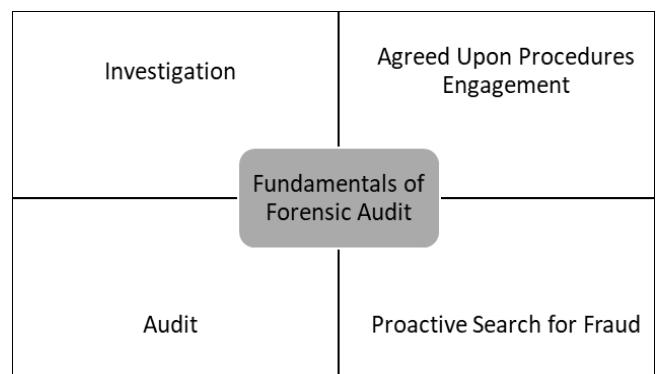 Investigation
Agreed Upon Procedures
Engagement
Fundamentals of
Forensic Audit
Audit
Proactive Search for Fraud